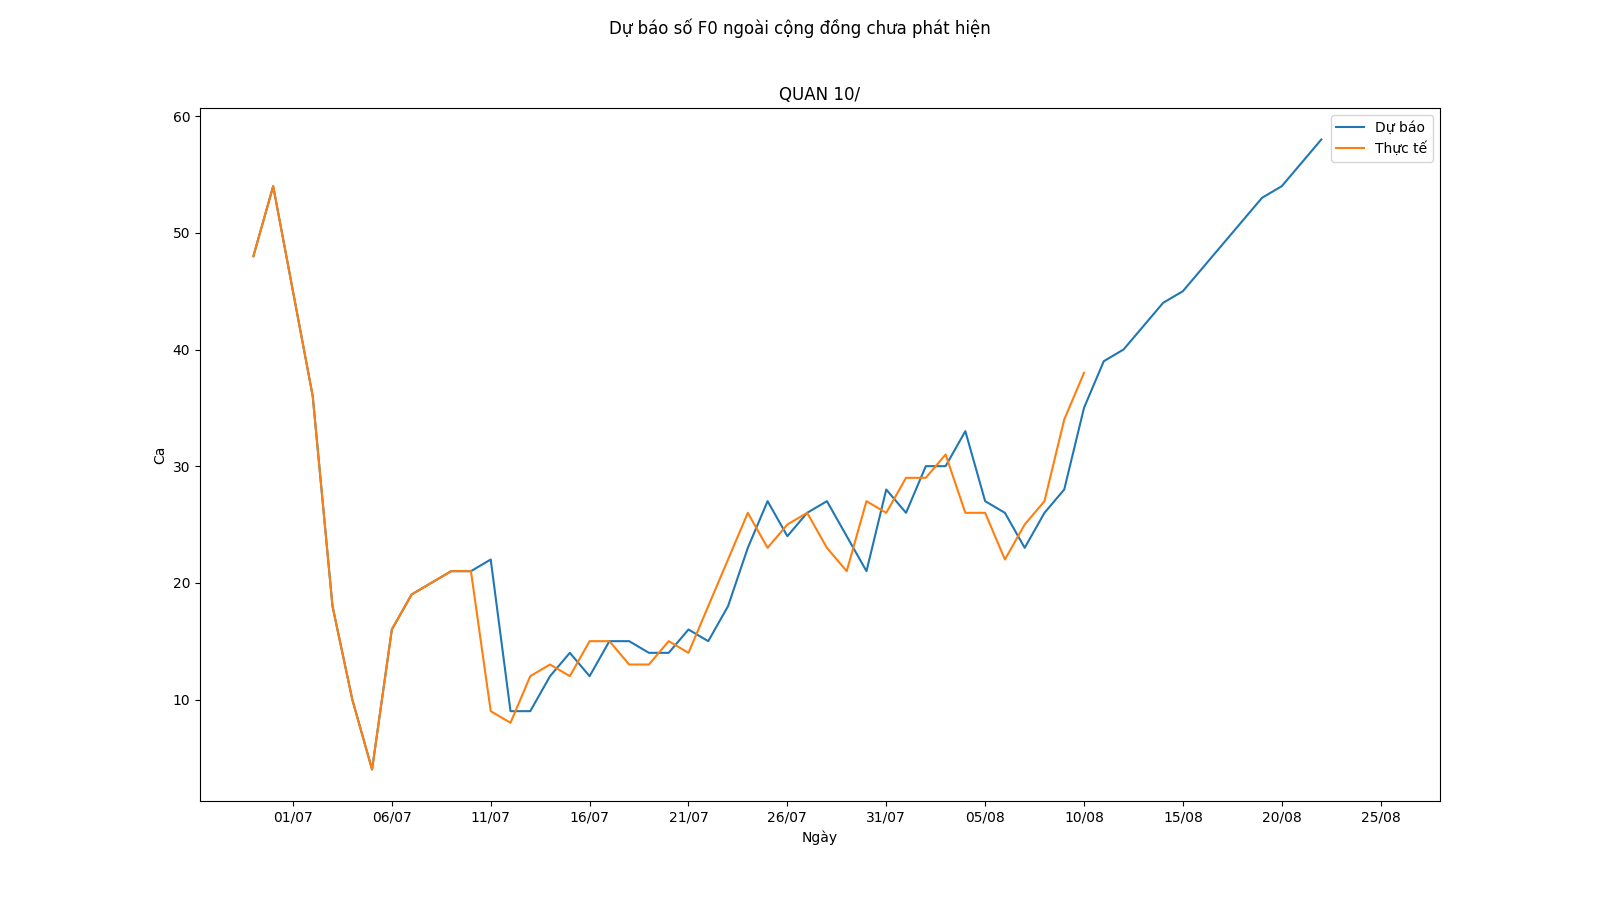 Dự báo số F0 ngoài cộng đồng chưa phát hiện
QUAN 10/
60
50
40
30
20
10
Ca
Dự báo
Thực tế
01/07 06/07 11/07 16/07 21/07 26/07 31/07 05/08 10/08 15/08 20/08 25/08
Ngày